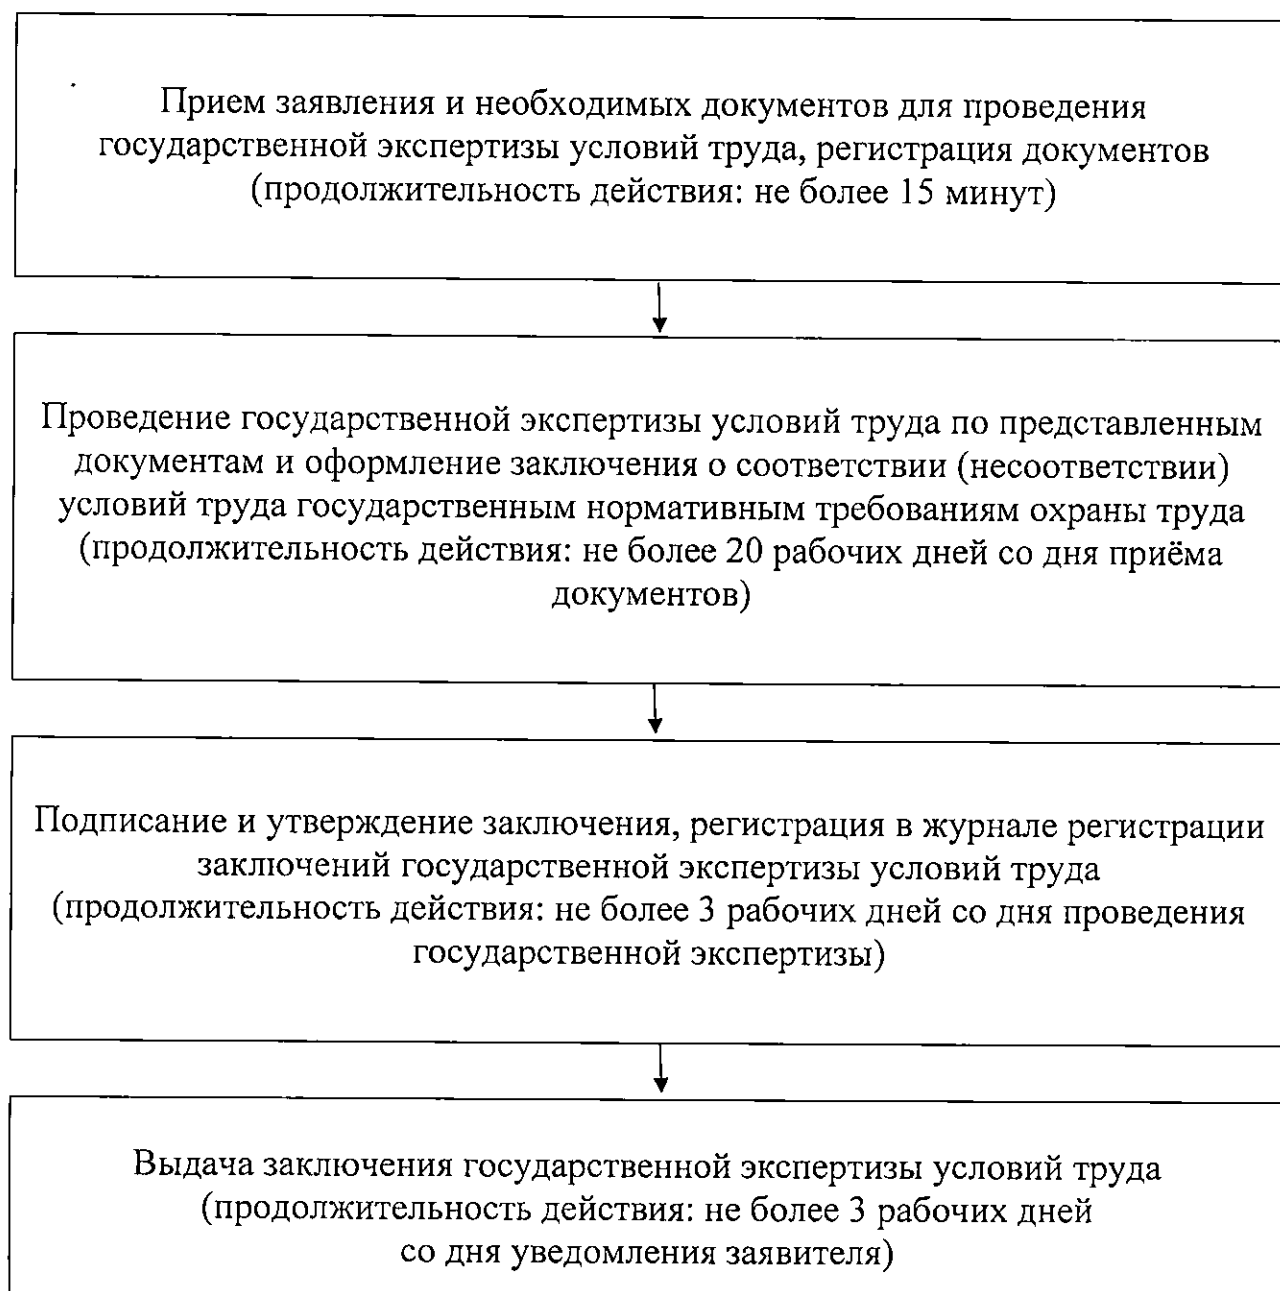 Прием заявления и необходимых документов для проведения
государственной экспертизы условий труда, регистрация документов
(продолжительность действия: не более 15 минут)
Проведение государственной экспертизы условий труда по представленным
документам и оформление заключения о соответствии (несоответствии)
условий труда государственным нормативным требованиям охраны труда
(продолжительность действия: не более 20 рабочих дней со дня приёма
документов)
Подписание и утверждение заключения, регистрация в журнале регистрации
заключений государственной экспертизы условий труда
(продолжительность действия: не более 3 рабочих дней со дня проведения
государственной экспертизы)
Выдача заключения государственной экспертизы условий труда
(продолжительность действия: не более 3 рабочих дней
со дня уведомления заявителя)